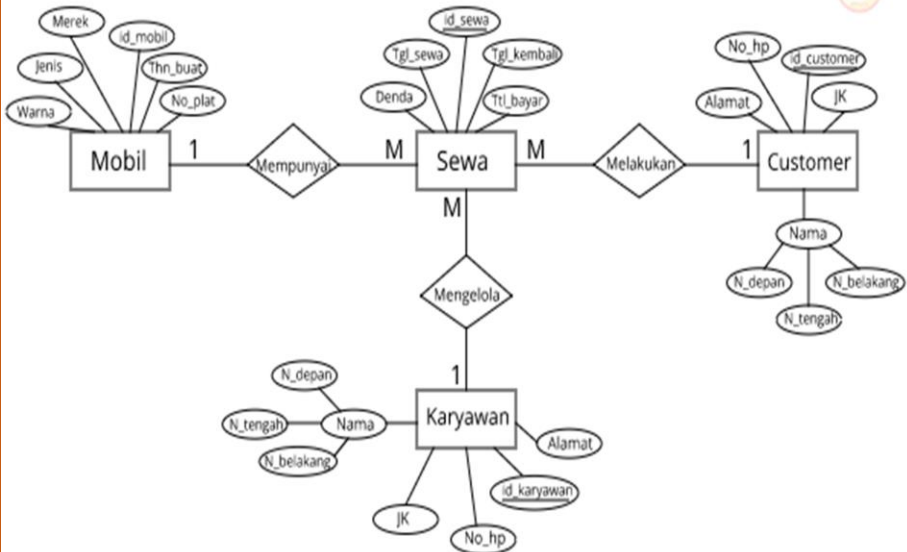 Merek
id_mobil
Jenis
Thn_buat
Warna
No_plat
Mobil
1
Mempunyai
M
id_sewa
Tgl_sewa
Tgl_kembali
Denda
Ttl_bayar
Sewa
M
Melakukan
1
No_hp
id_customer
Alamat
JK
Customer
Nama
N_depan
N_belakang
N_tengah
M
Mengelola
1
Karyawan
N_depan
N_tengah
Nama
N_belakang
Alamat
id_karyawan
JK
No_hp